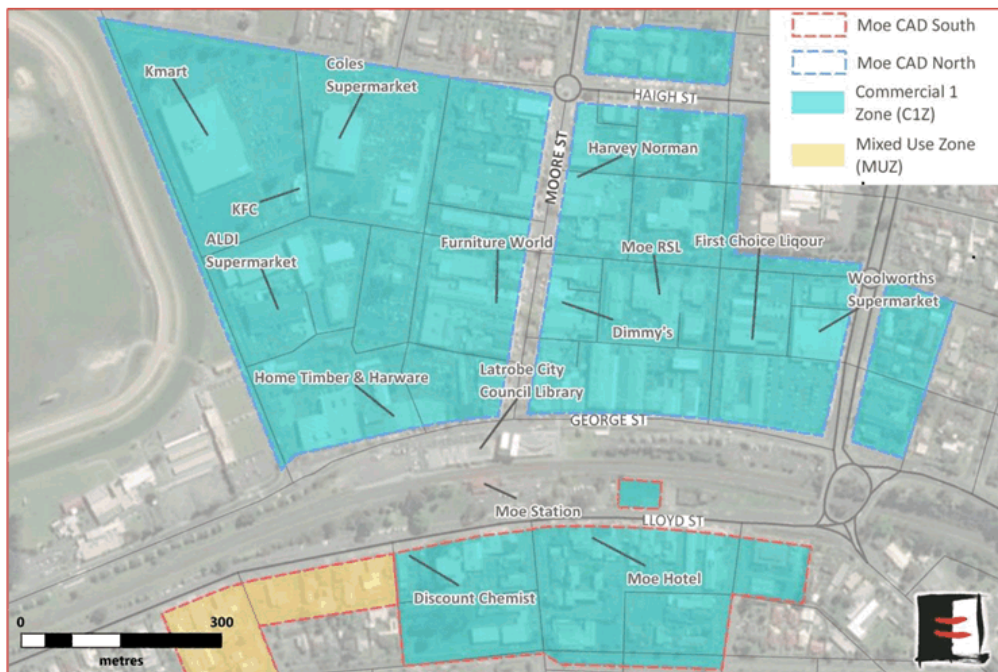 Moe CAD South
Moe CAD North
Commercial 1
Zone (C1Z)
Mixed Use Zone
(MUZ)
Kmart
Coles
Supermarket
HAIGH ST
MOORE ST
Harvey Norman
KFC
ALDI
Supermarket
Furniture World
Moe RSL
First Choice Liqour
Woolworths
Supermarket
Dimmy's
Home Timber & Harware
Latrobe City
Council Library
GEORGE ST
Moe Station
LLOYD ST
Moe Hotel
Discount Chemist
0
300
metres